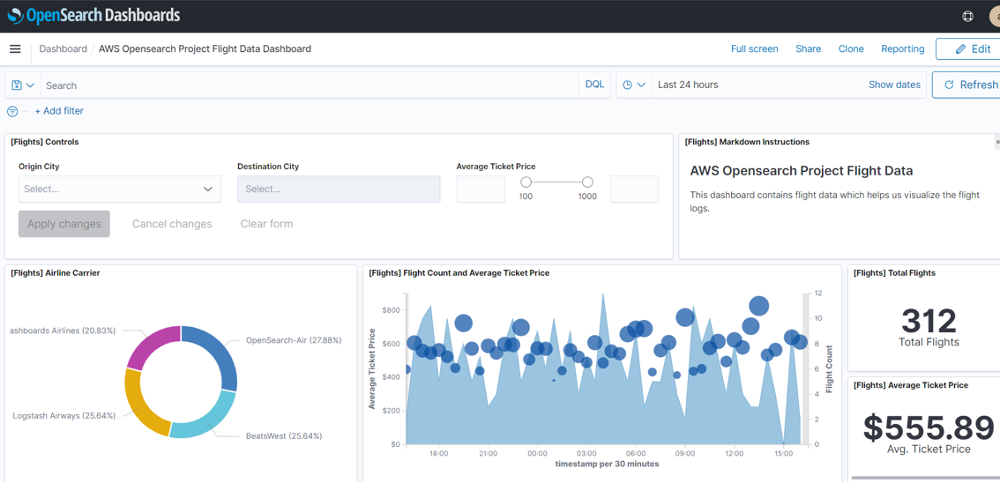 OpenSearch Dashboards
a
Dashboard / AWS Opensearch Project Flight Data Dashboard
Full screen Share Clone Reporting Edit
Search DQL Last 24 hours Show dates Refresh
+ Add filter
[Flights] Controls
Origin City Destination City Average Ticket Price
Select... Select...
100 1000
Apply changes Cancel changes Clear form
[Flights] Markdown Instructions
AWS Opensearch Project Flight Data
This dashboard contains flight data which helps us visualize the flight
logs.
[Flights] Airline Carrier
ashboards Airlines (20.83%)
OpenSearch-Air (27.88%)
Logstash Airways (25.64%)
BeatsWest (25.64%)
[Flights] Flight Count and Average Ticket Price
Average Ticket Price
$800
$600
$400
$200
$0
12
10
8
6
4
2
0
Flight Count
18:00 21:00 00:00 03:00 06:00 09:00 12:00 15:00
timestamp per 30 minutes
[Flights] Total Flights
312
Total Flights
[Flights] Average Ticket Price
$555.89
Avg. Ticket Price